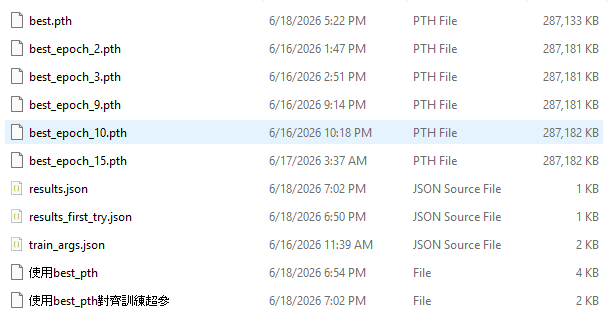 best.pth 6/18/2026 5:22 PM PTH File 287,133 KB
best_epoch_2.pth 6/16/2026 1:47 PM PTH File 287,181 KB
best_epoch_3.pth 6/16/2026 2:51 PM PTH File 287,181 KB
best_epoch_9.pth 6/16/2026 9:14 PM PTH File 287,181 KB
best_epoch_10.pth 6/16/2026 10:18 PM PTH File 287,182 KB
best_epoch_15.pth 6/17/2026 3:37 AM PTH File 287,182 KB
results.json 6/18/2026 7:02 PM JSON Source File 1 KB
results_first_try.json 6/18/2026 6:50 PM JSON Source File 1 KB
train_args.json 6/16/2026 11:39 AM JSON Source File 2 KB
使用best_pth 6/18/2026 6:54 PM File 4 KB
使用best_pth對齊訓練超參 6/18/2026 7:02 PM File 2 KB